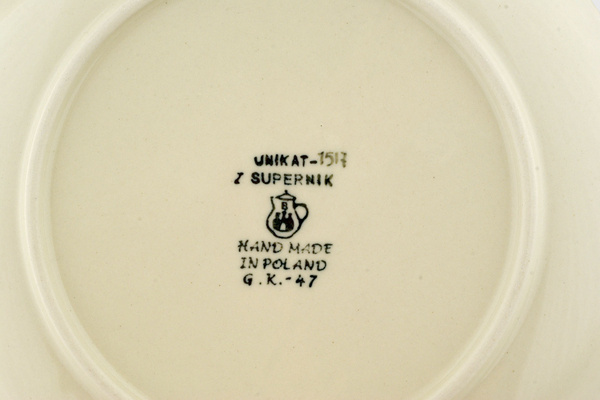 UNIKAT-1517
Z SUPERNIK
B
HAND MADE
IN POLAND
G.K.-47